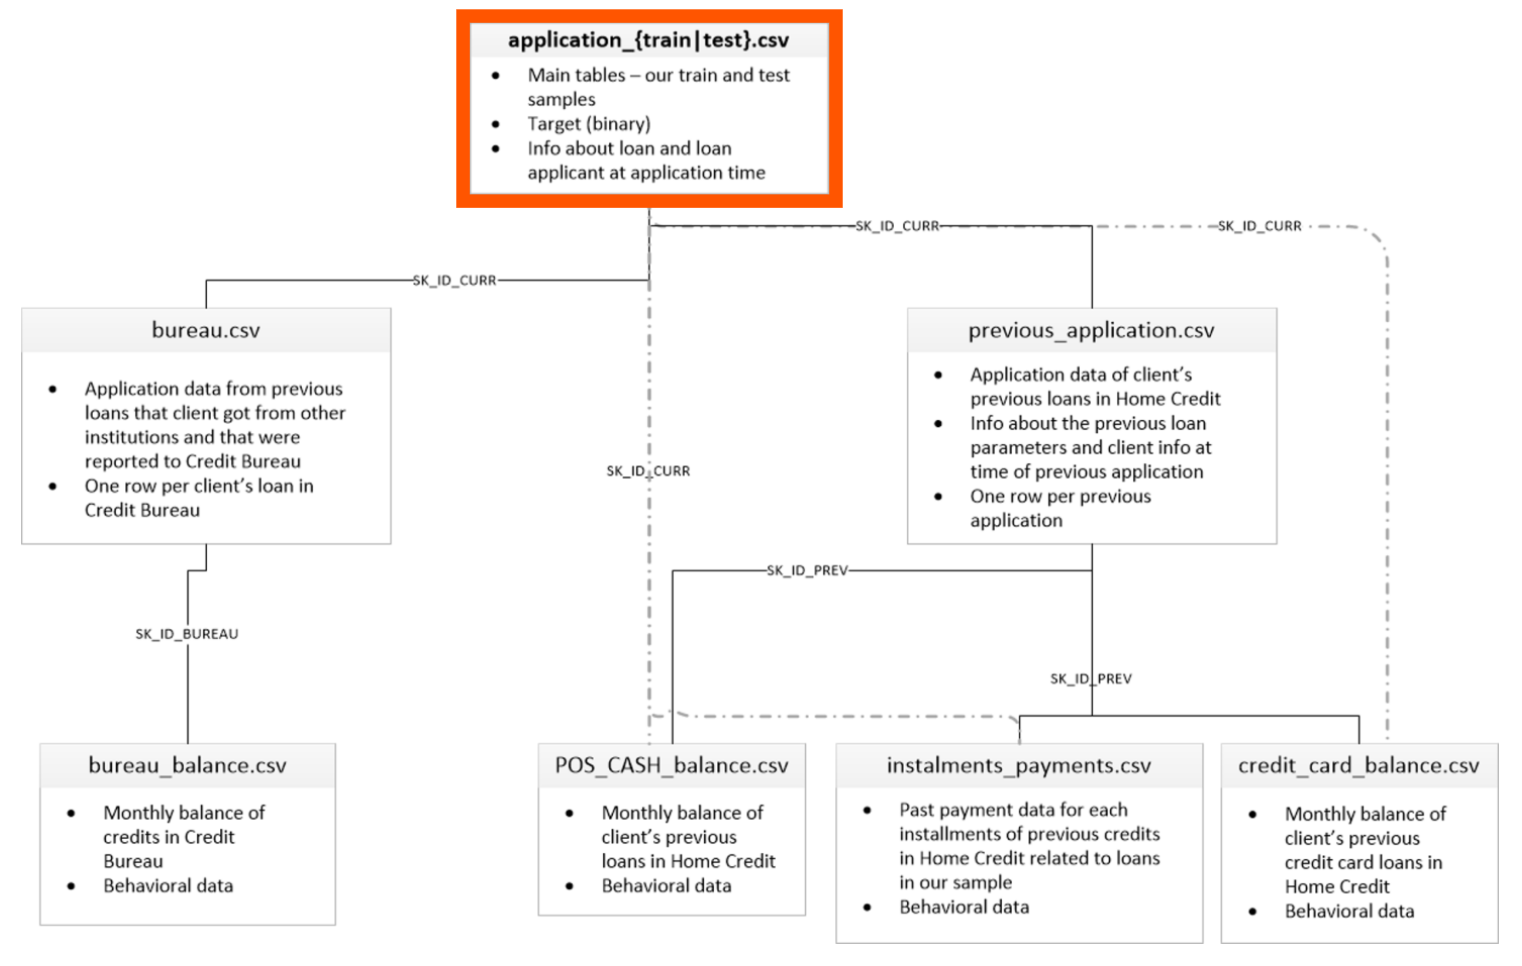 application_{train|test}.csv
• Main tables – our train and test
samples
• Target (binary)
• Info about loan and loan
applicant at application time
SK_ID_CURR
SK_ID_CURR
SK_ID_CURR
bureau.csv
• Application data from previous
loans that client got from other
institutions and that were
reported to Credit Bureau
• One row per client's loan in
Credit Bureau
previous_application.csv
• Application data of client's
previous loans in Home Credit
• Info about the previous loan
parameters and client info at
time of previous application
• One row per previous
application
SK_ID_CURR
SK_ID_PREV
SK_ID_BUREAU
SK_ID_PREV
bureau_balance.csv
• Monthly balance of
credits in Credit
Bureau
• Behavioral data
POS_CASH_balance.csv
• Monthly balance of
client's previous
loans in Home Credit
• Behavioral data
instalments_payments.csv
• Past payment data for each
installments of previous credits
in Home Credit related to loans
in our sample
• Behavioral data
credit_card_balance.csv
• Monthly balance of
client's previous
credit card loans in
Home Credit
• Behavioral data